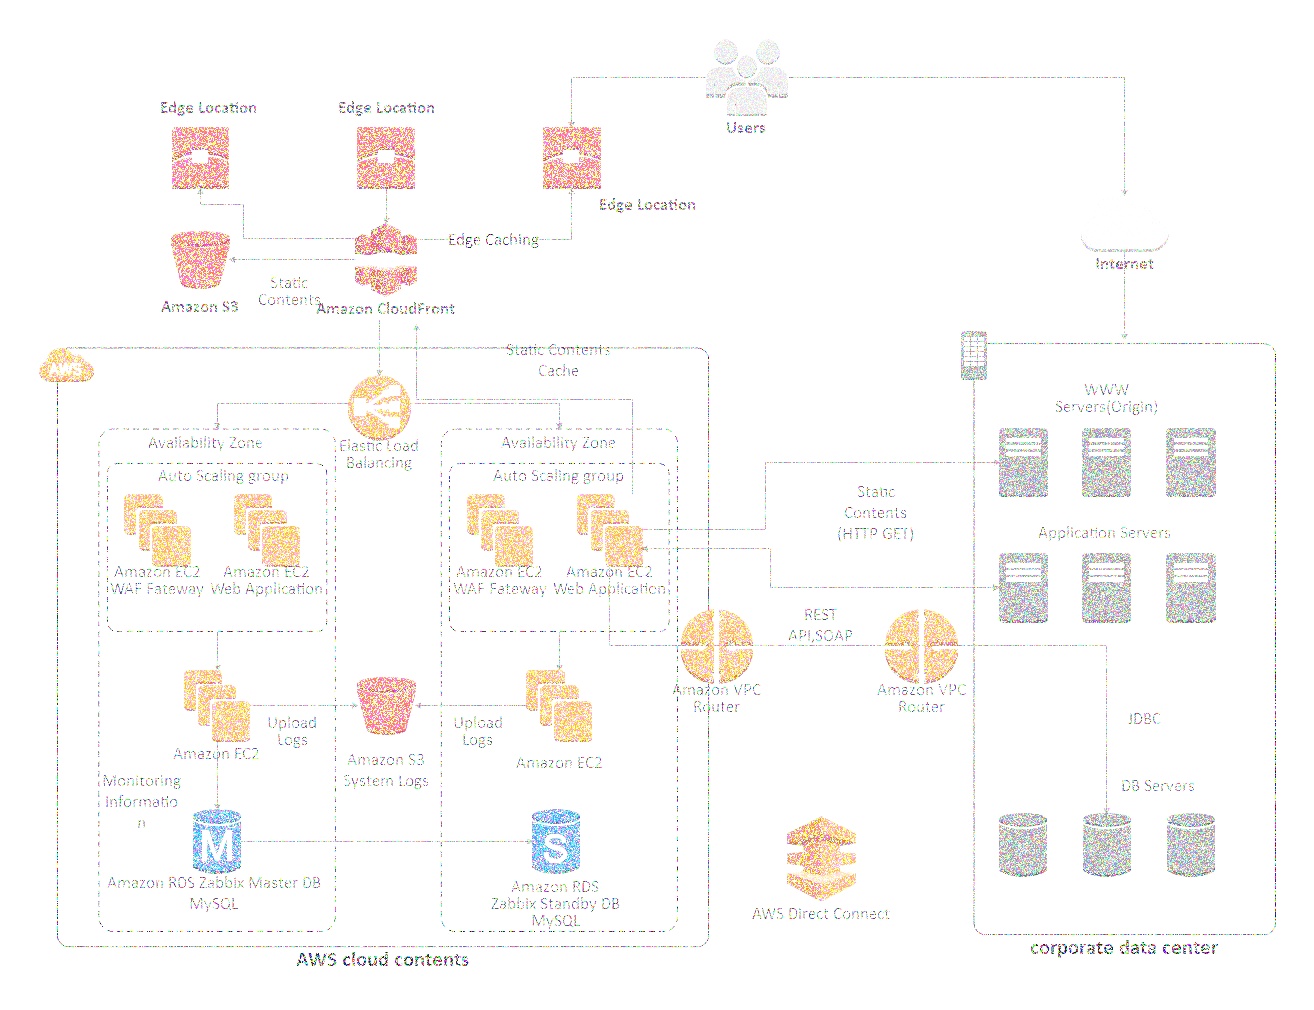 Users
Edge Location
Edge Location
Edge Location
Edge Caching
Internet
Static
Contents
Amazon S3
Amazon CloudFront
AWS
Static Contents
Cache
WWW
Servers(Origin)
Availability Zone
Elastic Load
Balancing
Availability Zone
Auto Scaling group
Auto Scaling group
Static
Contents
(HTTP GET)
Application Servers
Amazon EC2
WAF Fateway
Amazon EC2
Web Application
Amazon EC2
WAF Fateway
Amazon EC2
Web Application
REST
API,SOAP
Amazon VPC
Router
Amazon VPC
Router
Upload
Logs
Upload
Logs
JDBC
Amazon EC2
Amazon S3
System Logs
Amazon EC2
Monitoring
Informatio
n
DB Servers
M
S
Amazon RDS Zabbix Master DB
MySQL
Amazon RDS
Zabbix Standby DB
MySQL
AWS Direct Connect
AWS cloud contents
corporate data center